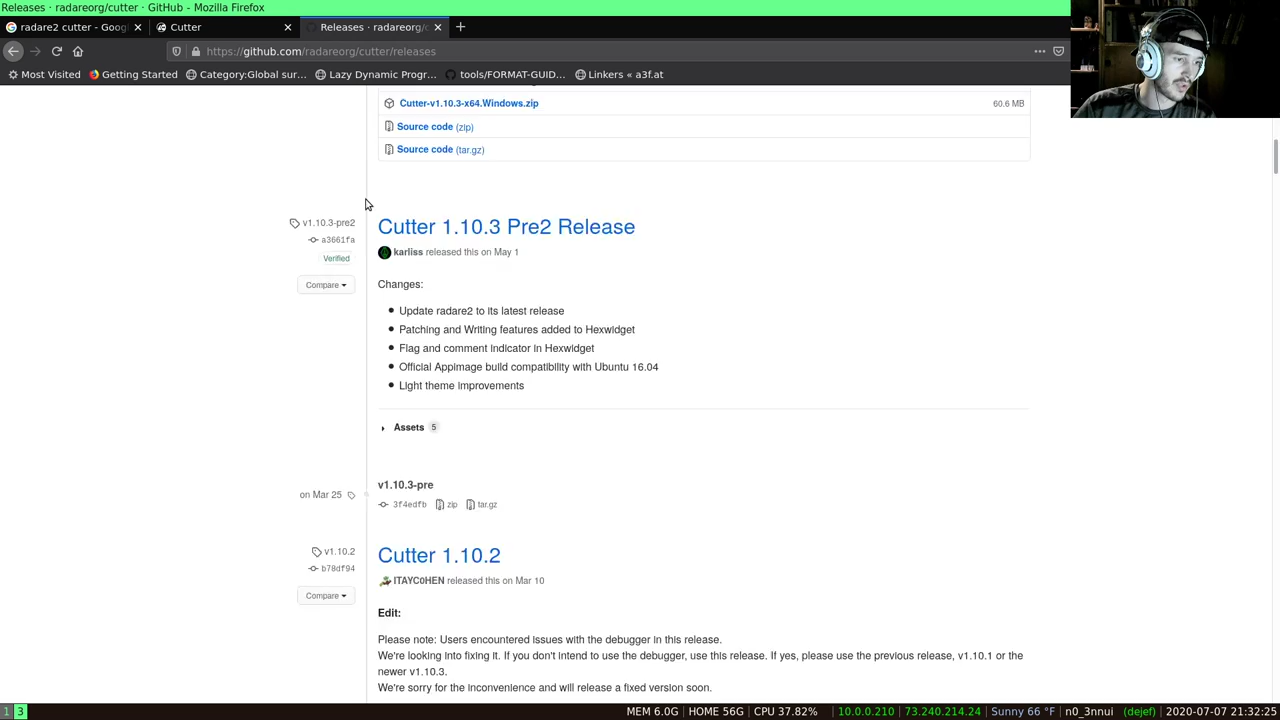 Releases · radareorg/cutter · GitHub - Mozilla Firefox
radare2 cutter - Goog
Cutter
Releases · radareorg/c
https://github.com/radareorg/cutter/releases
Most Visited
Getting Started
Category:Global sur…
Lazy Dynamic Progr…
tools/FORMAT-GUID…
Linkers « a3f.at
Cutter-v1.10.3-x64.Windows.zip 60.6 MB
Source code (zip)
Source code (tar.gz)
v1.10.3-pre2
a3661fa
Verified
Compare
Cutter 1.10.3 Pre2 Release
karliss released this on May 1
Changes:
Update radare2 to its latest release
Patching and Writing features added to Hexwidget
Flag and comment indicator in Hexwidget
Official Appimage build compatibility with Ubuntu 16.04
Light theme improvements
Assets 5
on Mar 25
v1.10.3-pre
3f4edfb zip tar.gz
v1.10.2
b78df94
Compare
Cutter 1.10.2
ITAYC0HEN released this on Mar 10
Edit:
Please note: Users encountered issues with the debugger in this release.
We're looking into fixing it. If you don't intend to use the debugger, use this release. If yes, please use the previous release, v1.10.1 or the
newer v1.10.3.
We're sorry for the inconvenience and will release a fixed version soon.
1 3 MEM 6.0G HOME 56G CPU 37.82% 10.0.0.210 73.240.214.24 Sunny 66 °F n0_3nnui (dejef) 2020-07-07 21:32:25